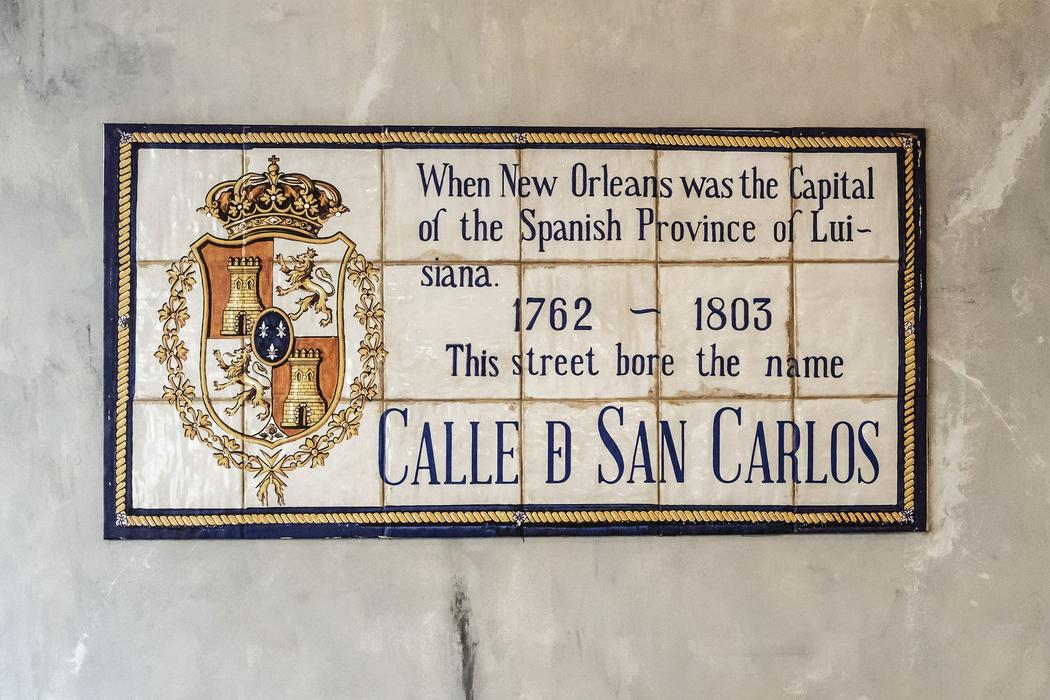 When New Orleans was the Capital
of the Spanish Province of Lui~
siana.
1762 ~ 1803
This street bore the name
CALLE Đ SAN CARLOS